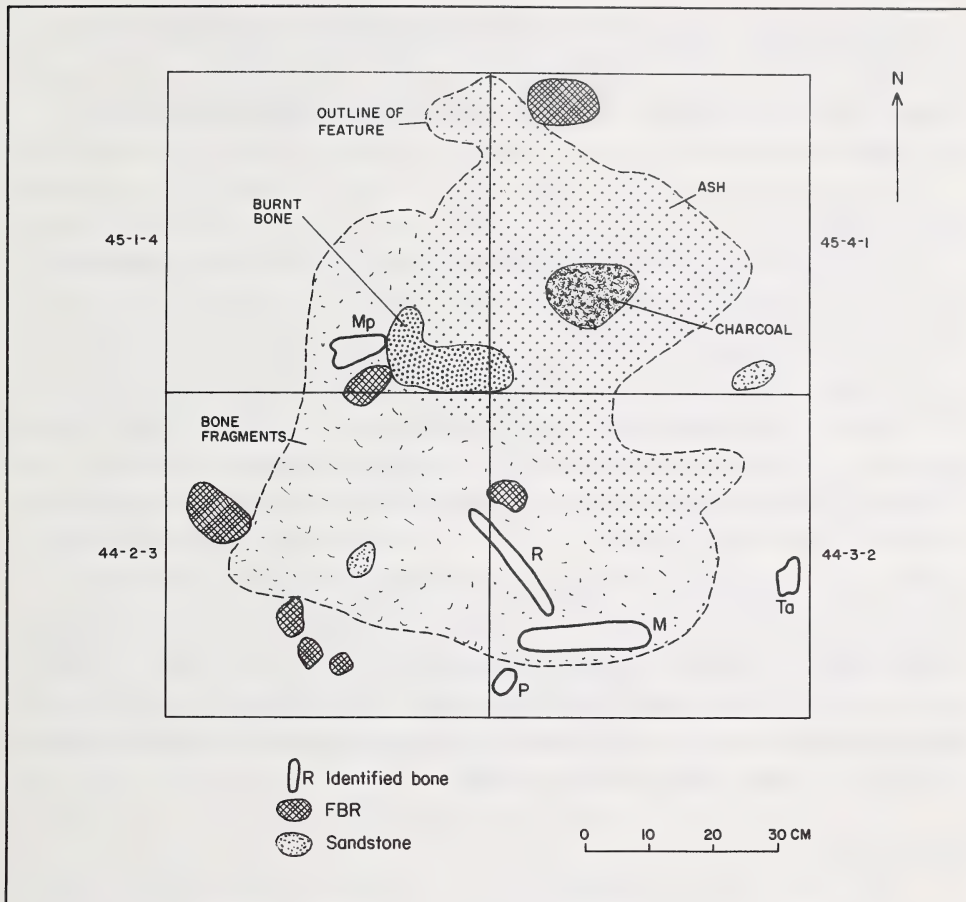 N
OUTLINE OF
FEATURE
ASH
BURNT
BONE
45-1-4
45-4-1
Mp
CHARCOAL
BONE
FRAGMENTS
44-2-3
R
44-3-2
Ta
M
P
R Identified bone
FBR
Sandstone
0 10 20 30 CM